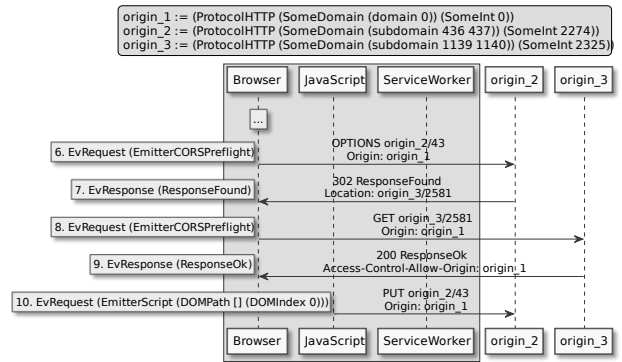 origin_1 := (ProtocolHTTP (SomeDomain (domain 0)) (SomeInt 0))
origin_2 := (ProtocolHTTP (SomeDomain (subdomain 436 437)) (SomeInt 2274))
origin_3 := (ProtocolHTTP (SomeDomain (subdomain 1139 1140)) (SomeInt 2325))
Browser JavaScript ServiceWorker origin_2 origin_3
...
6. EvRequest (EmitterCORSPreflight)
OPTIONS origin_2/43
Origin: origin_1
7. EvResponse (ResponseFound)
302 ResponseFound
Location: origin_3/2581
8. EvRequest (EmitterCORSPreflight)
GET origin_3/2581
Origin: origin_1
9. EvResponse (ResponseOk)
200 ResponseOk
Access-Control-Allow-Origin: origin_1
10. EvRequest (EmitterScript (DOMPath [] (DOMIndex 0)))
PUT origin_2/43
Origin: origin_1
Browser JavaScript ServiceWorker origin_2 origin_3